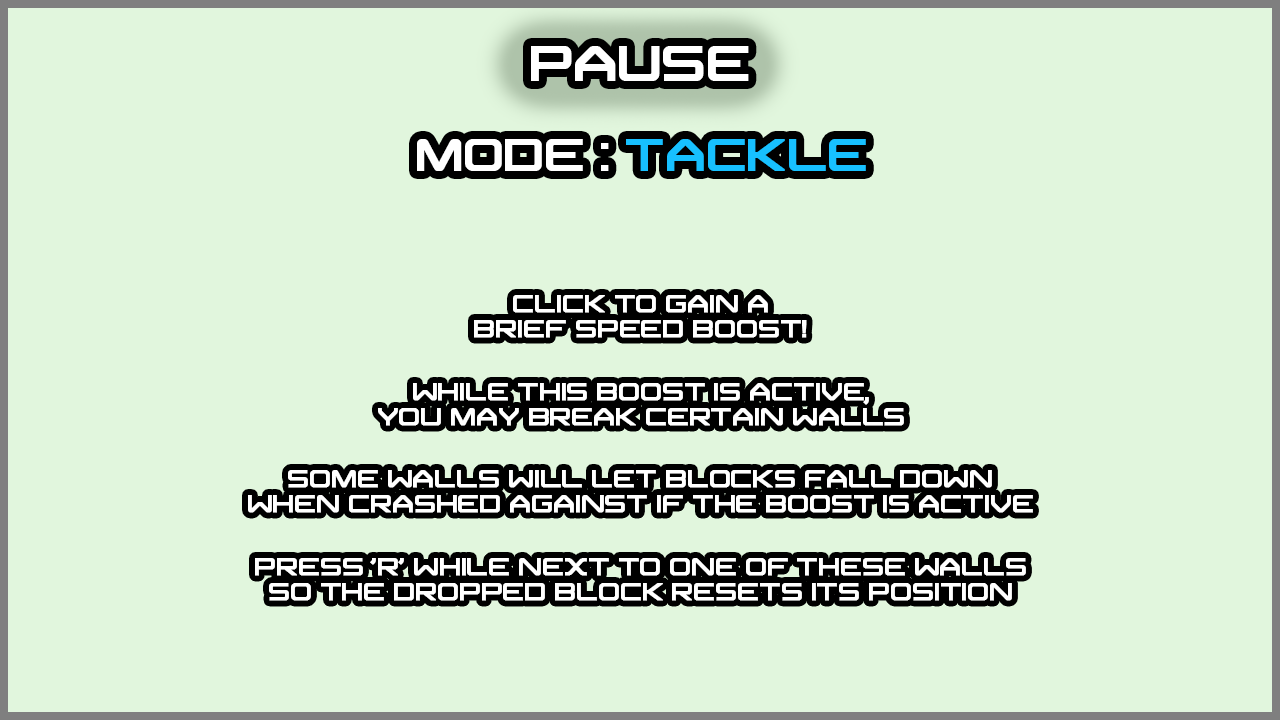 PAUSE
MODE : TACKLE
CLICK TO GAIN A
BRIEF SPEED BOOST!
WHILE THIS BOOST IS ACTIVE,
YOU MAY BREAK CERTAIN WALLS
SOME WALLS WILL LET BLOCKS FALL DOWN
WHEN CRASHED AGAINST IF THE BOOST IS ACTIVE
PRESS 'R' WHILE NEXT TO ONE OF THESE WALLS
SO THE DROPPED BLOCK RESETS ITS POSITION